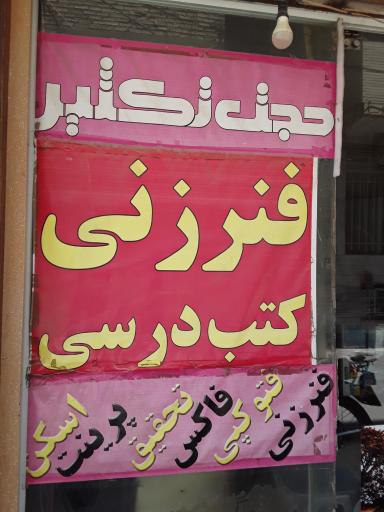 حجت تکثیر
فنرزنی
کتب درسی
فنرزنی فتوکپی فاکس تحقیق پرینت اسکن